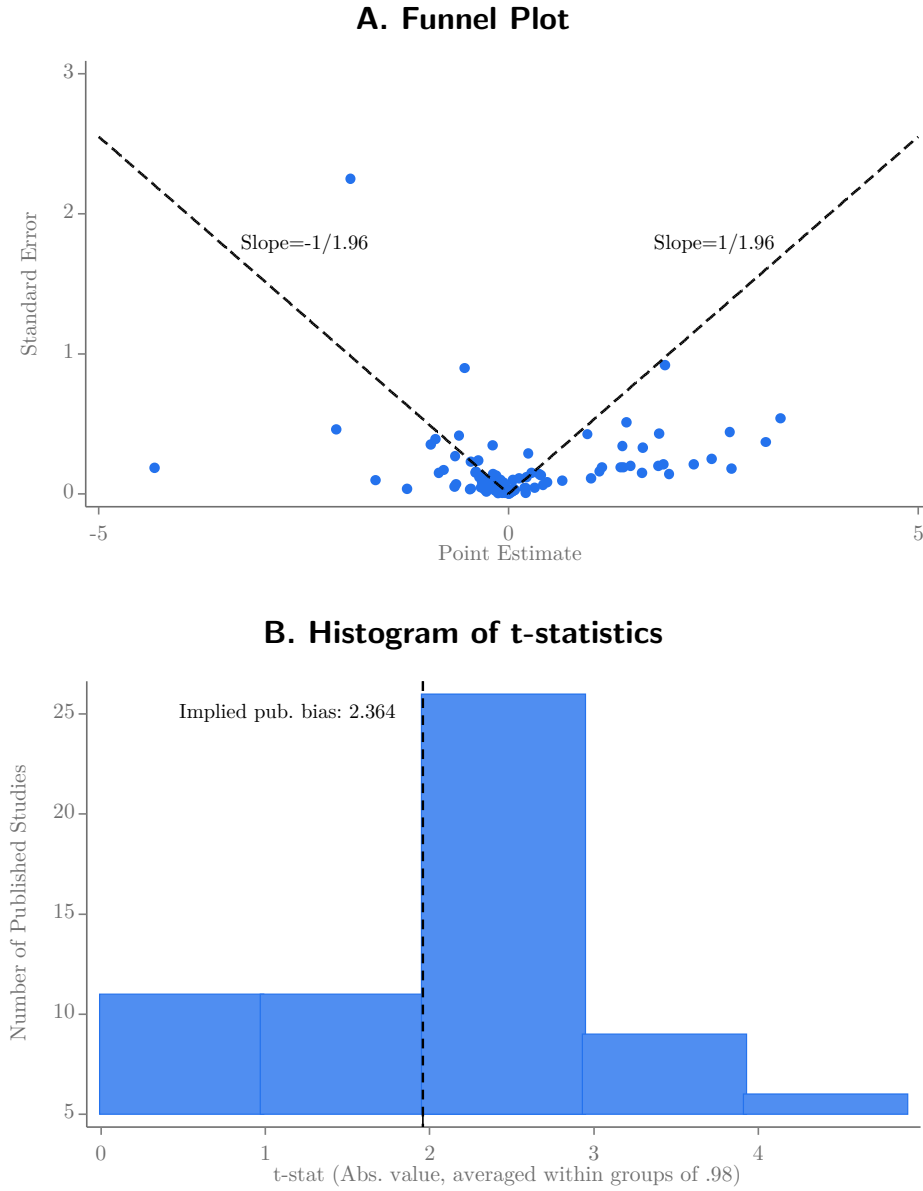 A. Funnel Plot
3
2
1
0
Standard Error
Slope=-1/1.96
Slope=1/1.96
-5
0
5
Point Estimate
B. Histogram of t-statistics
Implied pub. bias: 2.364
25
20
15
10
5
Number of Published Studies
0
1
2
3
4
t-stat (Abs. value, averaged within groups of .98)